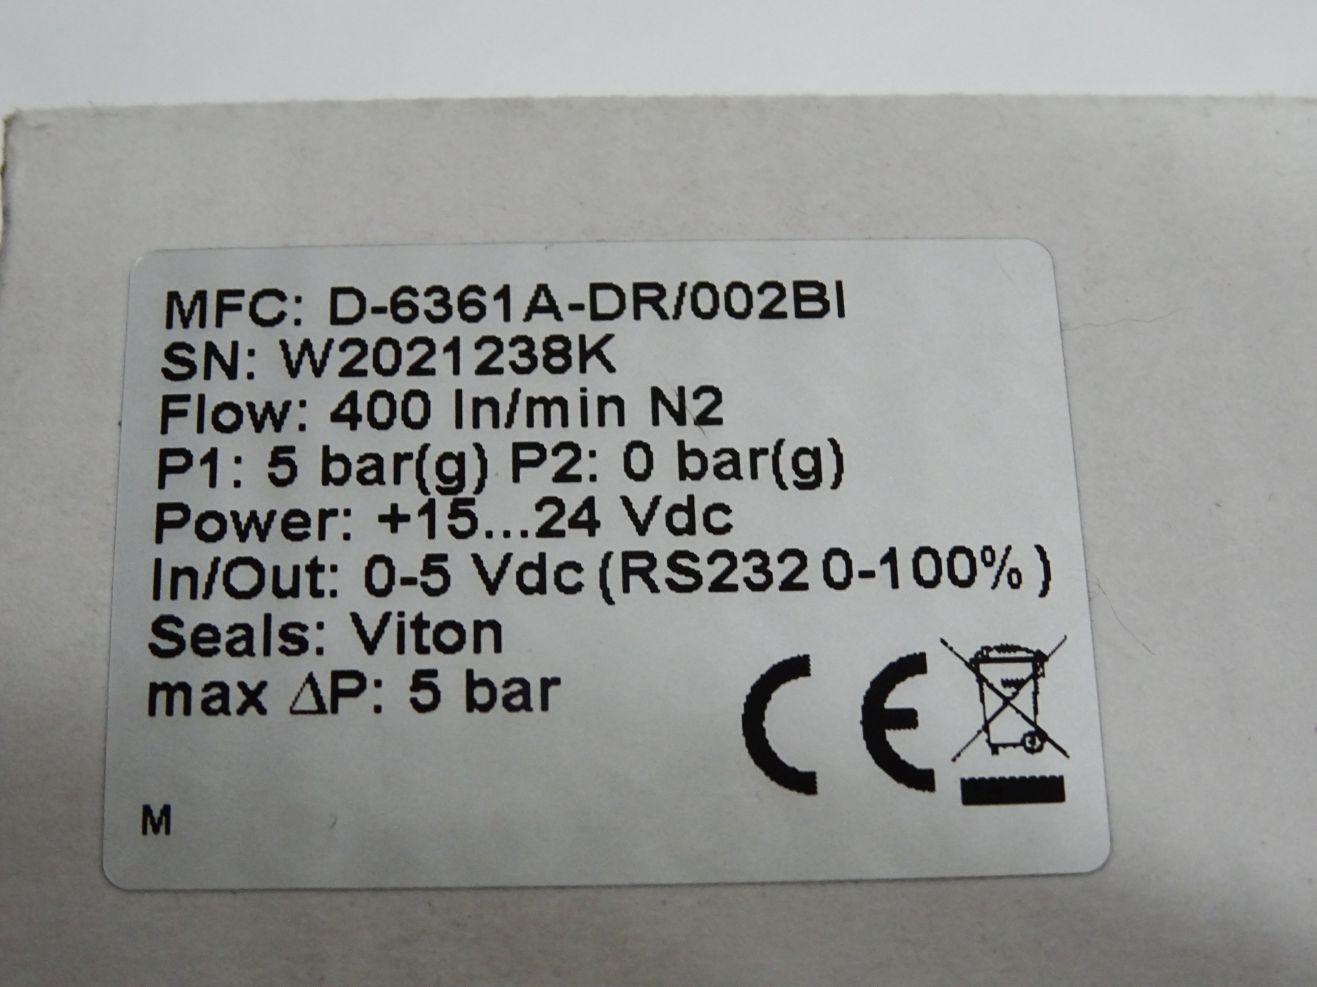 MFC: D-6361A-DR/002BI
SN: W2021238K
Flow: 400 ln/min N2
P1: 5 bar(g) P2: 0 bar(g)
Power: +15...24 Vdc
In/Out: 0-5 Vdc (RS232 0-100%)
Seals: Viton
max ΔP: 5 bar
CE
M